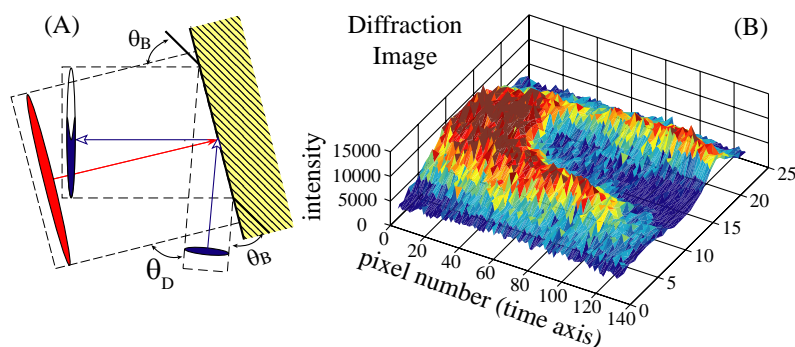 (A)
θB
θD
θB
Diffraction
Image
(B)
intensity
15000
10000
5000
0
0
20
40
60
80
100
120
140
pixel number (time axis)
0
5
10
15
20
25